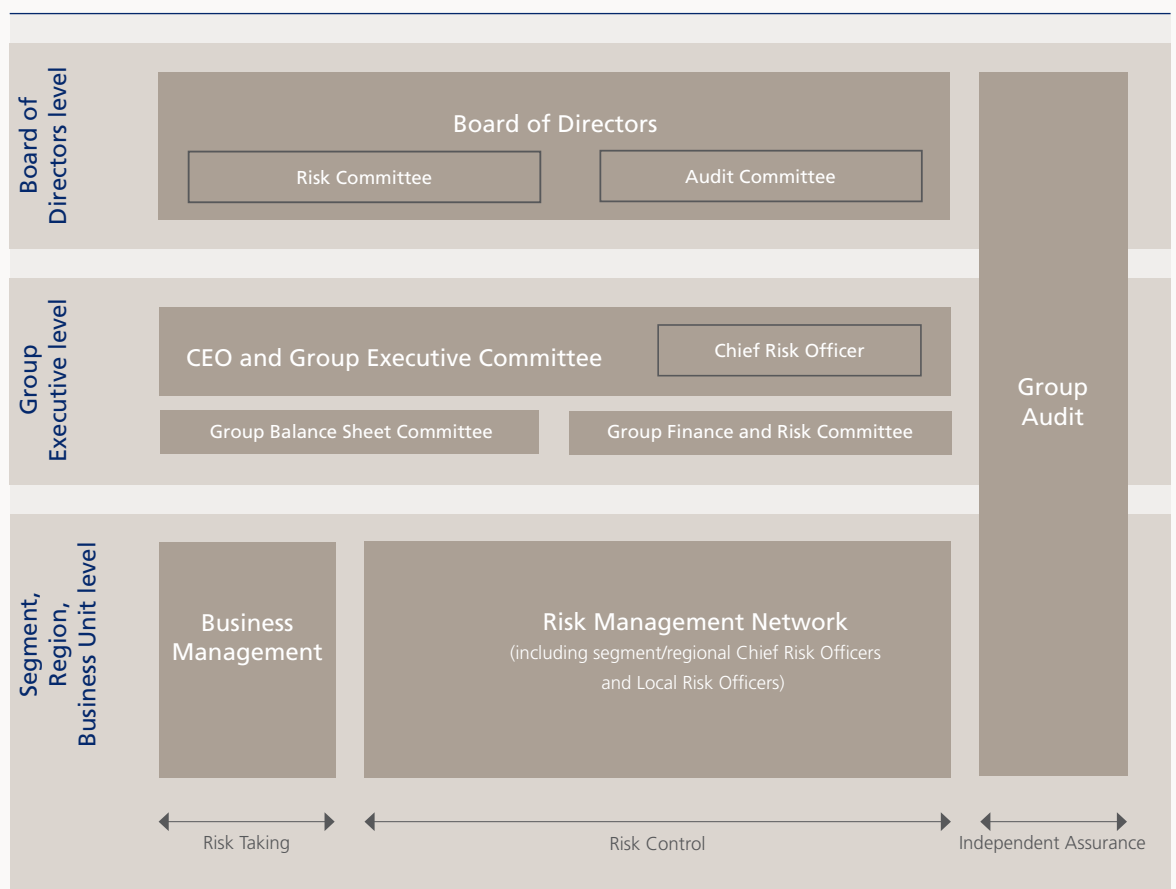 Board of
Directors level
Board of Directors
Risk Committee
Audit Committee
Group
Executive level
CEO and Group Executive Committee
Chief Risk Officer
Group Balance Sheet Committee
Group Finance and Risk Committee
Group
Audit
Segment,
Region,
Business Unit level
Business
Management
Risk Management Network
(including segment/regional Chief Risk Officers
and Local Risk Officers)
Risk Taking
Risk Control
Independent Assurance